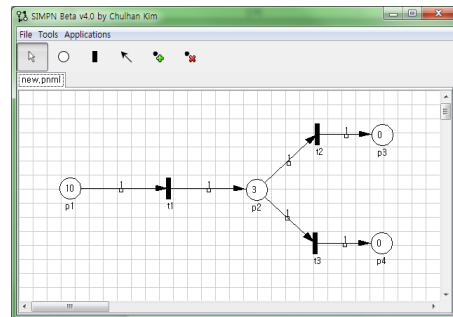 SIMPN Beta v4.0 by Chulhan Kim
File Tools Applications
new,pnml
1
t2
1
0
p3
10
p1
1
t1
1
3
p2
1
t3
1
0
p4